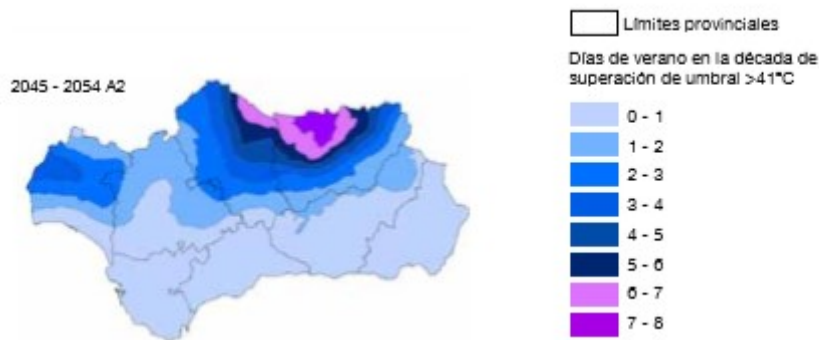 2045 - 2054 A2
Límites provinciales
Días de verano en la década de
superación de umbral >41°C
0 - 1
1 - 2
2 - 3
3 - 4
4 - 5
5 - 6
6 - 7
7 - 8